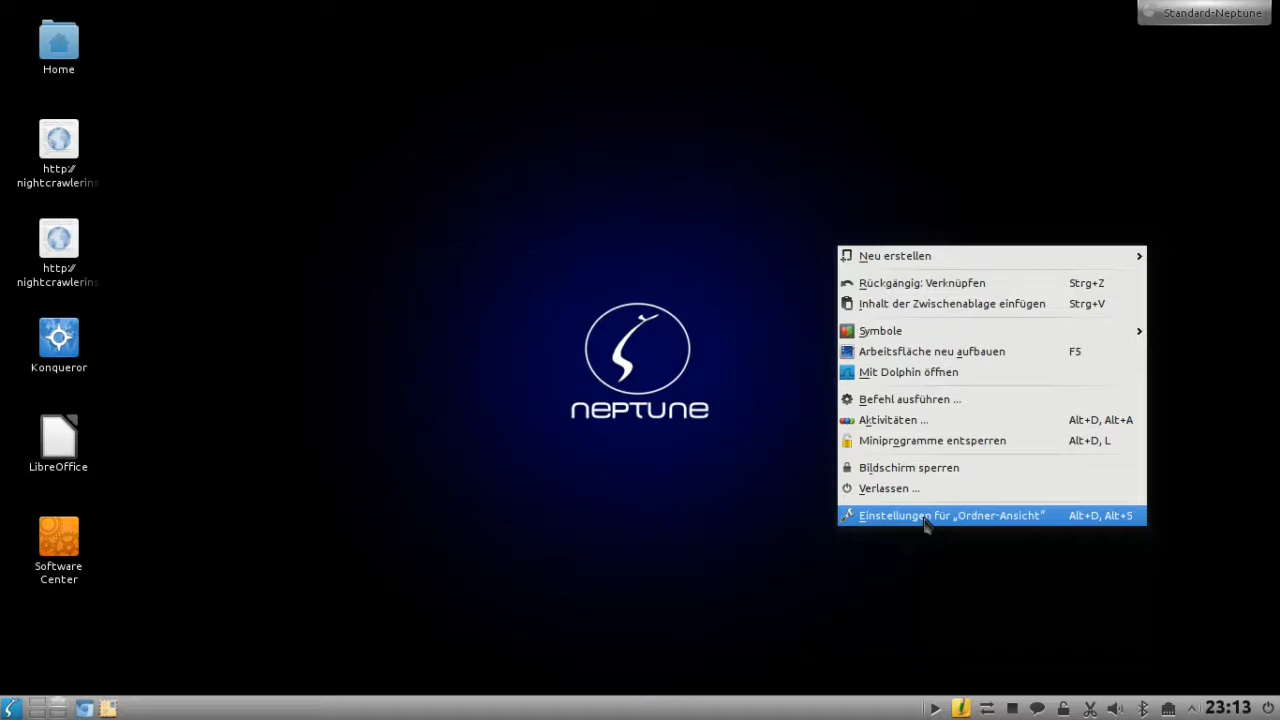 Standard-Neptune
Home
http://
nightcrawlerins
http://
nightcrawlerins
Konqueror
LibreOffice
Software
Center
NEPTUNE
Neu erstellen
Rückgängig: Verknüpfen Strg+Z
Inhalt der Zwischenablage einfügen Strg+V
Symbole
Arbeitsfläche neu aufbauen F5
Mit Dolphin öffnen
Befehl ausführen ...
Aktivitäten ... Alt+D, Alt+A
Miniprogramme entsperren Alt+D, L
Bildschirm sperren
Verlassen ...
Einstellungen für „Ordner-Ansicht“ Alt+D, Alt+S
23:13